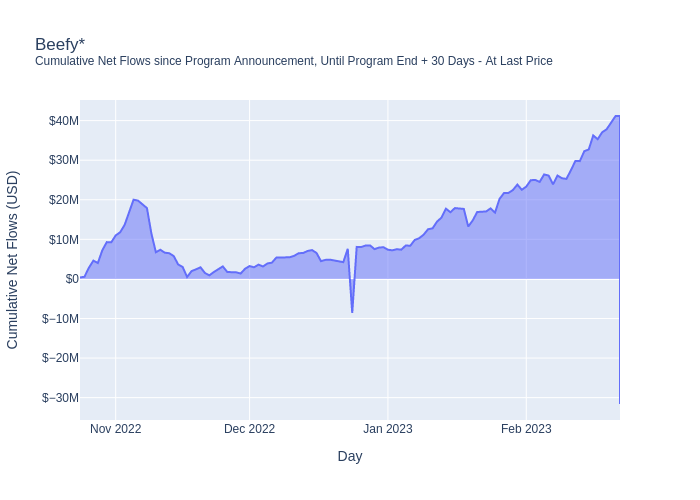 Beefy*
Cumulative Net Flows since Program Announcement, Until Program End + 30 Days - At Last Price
Cumulative Net Flows (USD)
$40M
$30M
$20M
$10M
$0
$−10M
$−20M
$−30M
Nov 2022
Dec 2022
Jan 2023
Feb 2023
Day